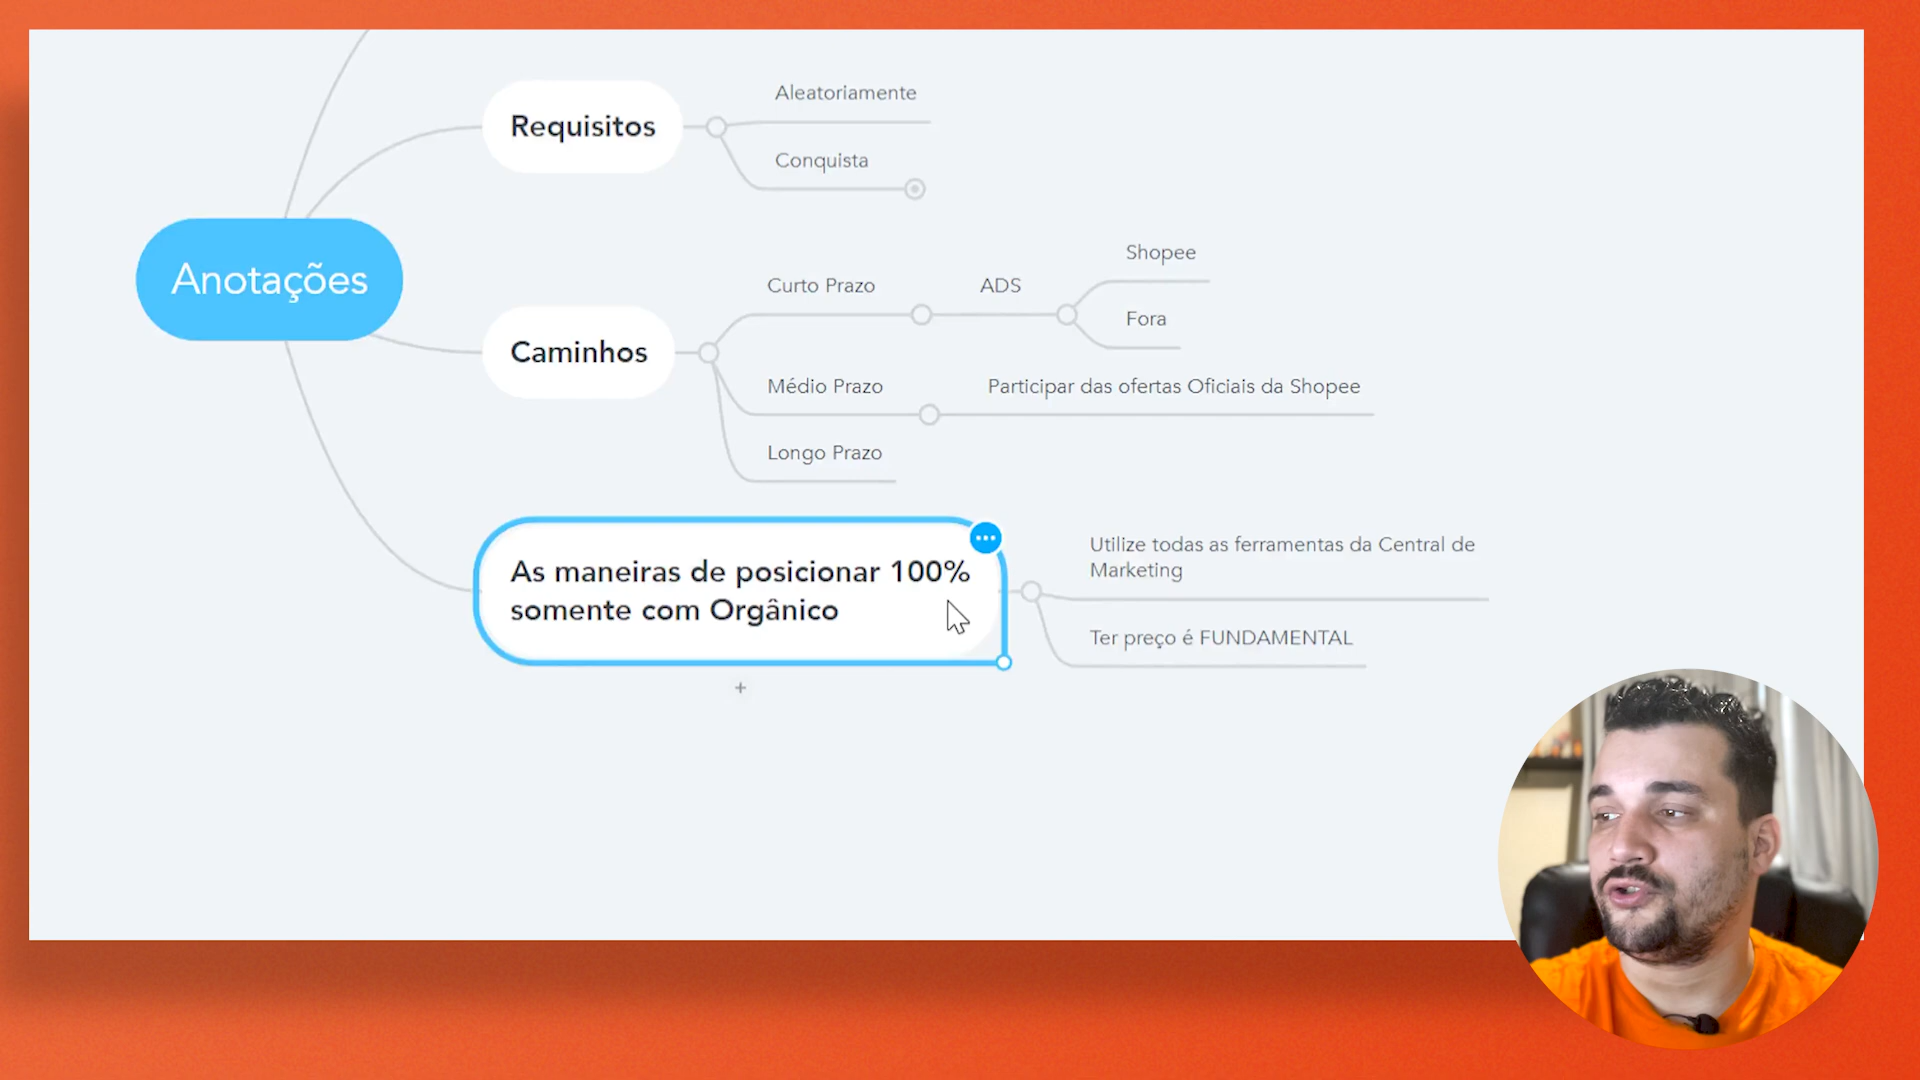 Aleatoriamente
Requisitos
Conquista
Anotações
Shopee
Curto Prazo
ADS
Fora
Caminhos
Médio Prazo
Participar das ofertas Oficiais da Shopee
Longo Prazo
As maneiras de posicionar 100%
somente com Orgânico
Utilize todas as ferramentas da Central de
Marketing
Ter preço é FUNDAMENTAL